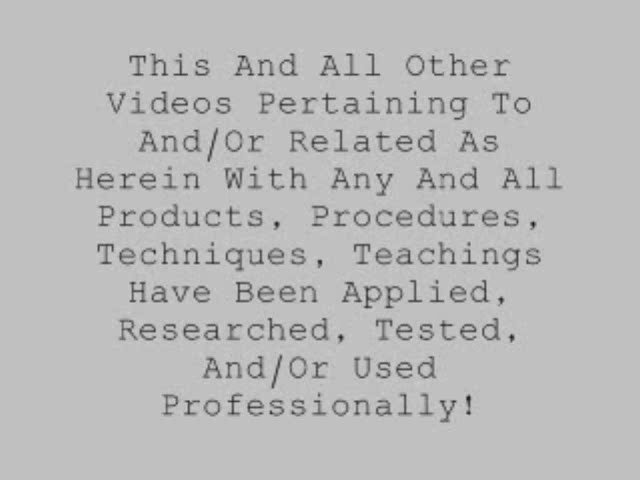 This And All Other
Videos Pertaining To
And/Or Related As
Herein With Any And All
Products, Procedures,
Techniques, Teachings
Have Been Applied,
Researched, Tested,
And/Or Used
Professionally!